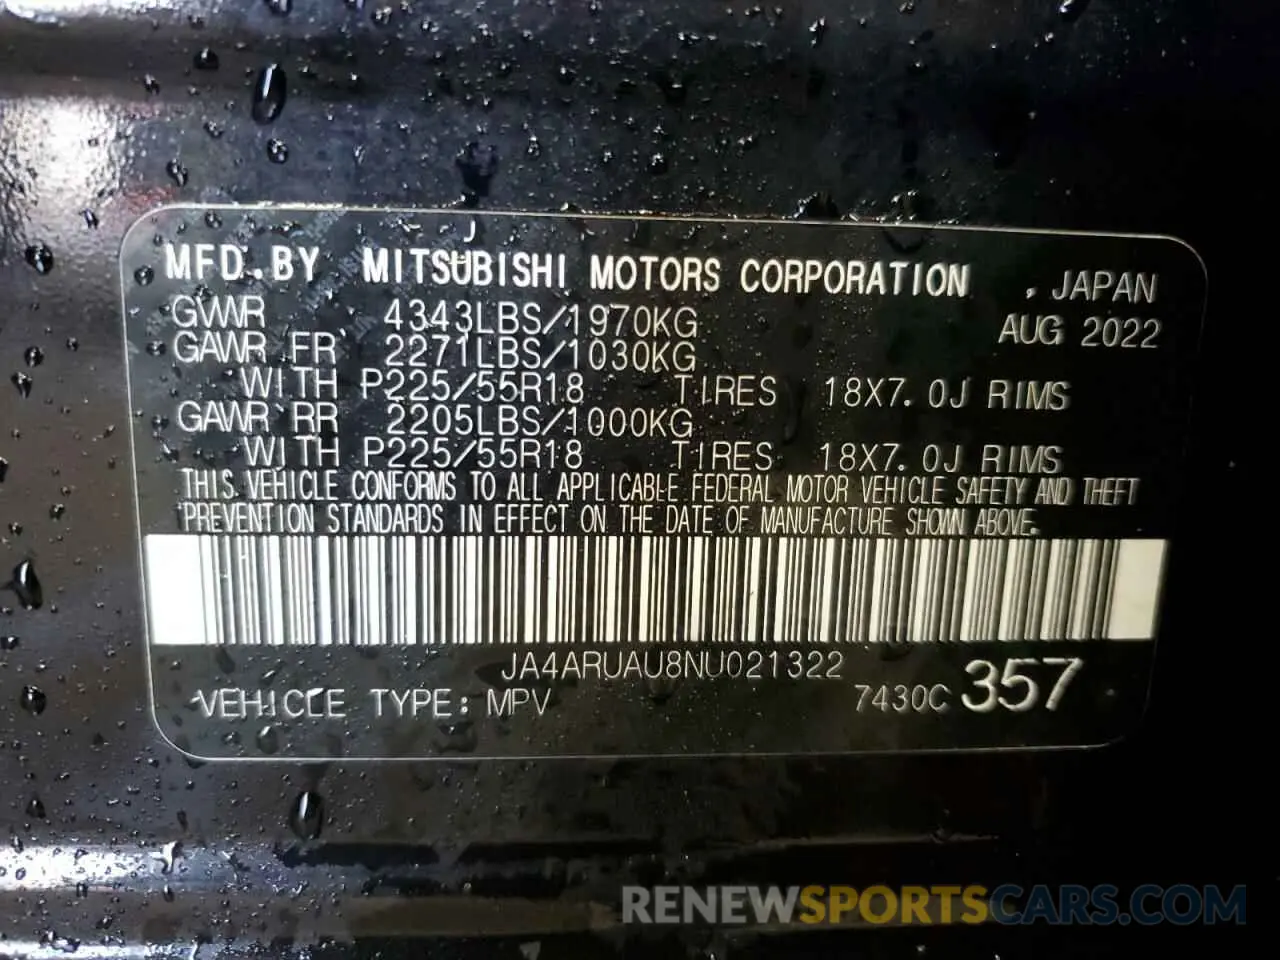 MFD.BY MITSUBISHI MOTORS CORPORATION , JAPAN
GVWR 4343LBS/1970KG AUG 2022
GAWR FR 2271LBS/1030KG
WITH P225/55R18 TIRES 18X7.0J RIMS
GAWR RR 2205LBS/1000KG
WITH P225/55R18 TIRES 18X7.0J RIMS
THIS VEHICLE CONFORMS TO ALL APPLICABLE FEDERAL MOTOR VEHICLE SAFETY AND THEFT
PREVENTION STANDARDS IN EFFECT ON THE DATE OF MANUFACTURE SHOWN ABOVE.
JA4ARUAU8NU021322
VEHICLE TYPE: MPV 7430C 357
RENEWSPORTSCARS.COM